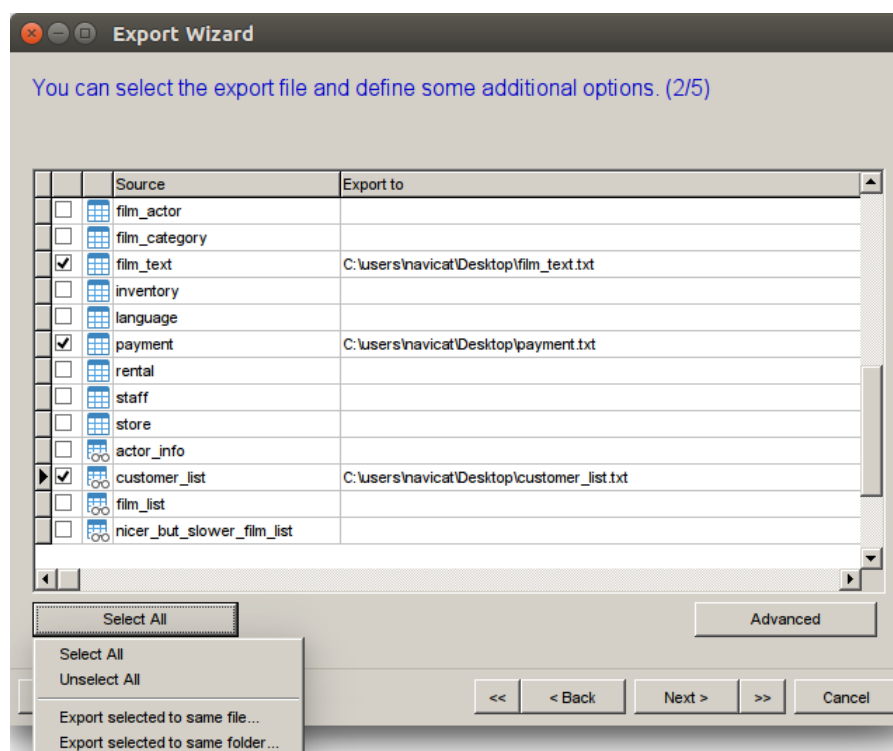 Export Wizard
You can select the export file and define some additional options. (2/5)
Source Export to
film_actor
film_category
film_text C:\users\navicat\Desktop\film_text.txt
inventory
language
payment C:\users\navicat\Desktop\payment.txt
rental
staff
store
actor_info
customer_list C:\users\navicat\Desktop\customer_list.txt
film_list
nicer_but_slower_film_list
Select All Advanced
Select All
Unselect All
<< < Back Next > >> Cancel
Export selected to same file...
Export selected to same folder...